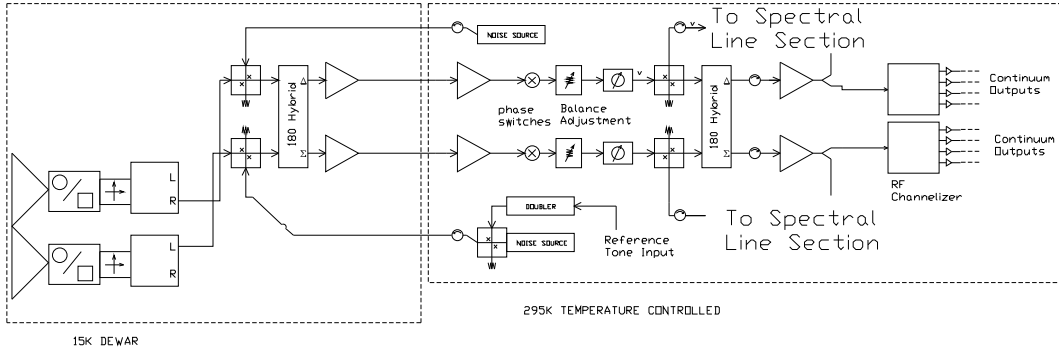 To Spectral
Line Section
NOISE SOURCE
v
v
180 Hybrid
Δ
Σ
phase
switches
Balance
Adjustment
180 Hybrid
Δ
Σ
Continuum
Outputs
Continuum
Outputs
RF
Channelizer
L
R
L
R
DOUBLER
NOISE SOURCE
Reference
Tone Input
To Spectral
Line Section
295K TEMPERATURE CONTROLLED
15K DEWAR